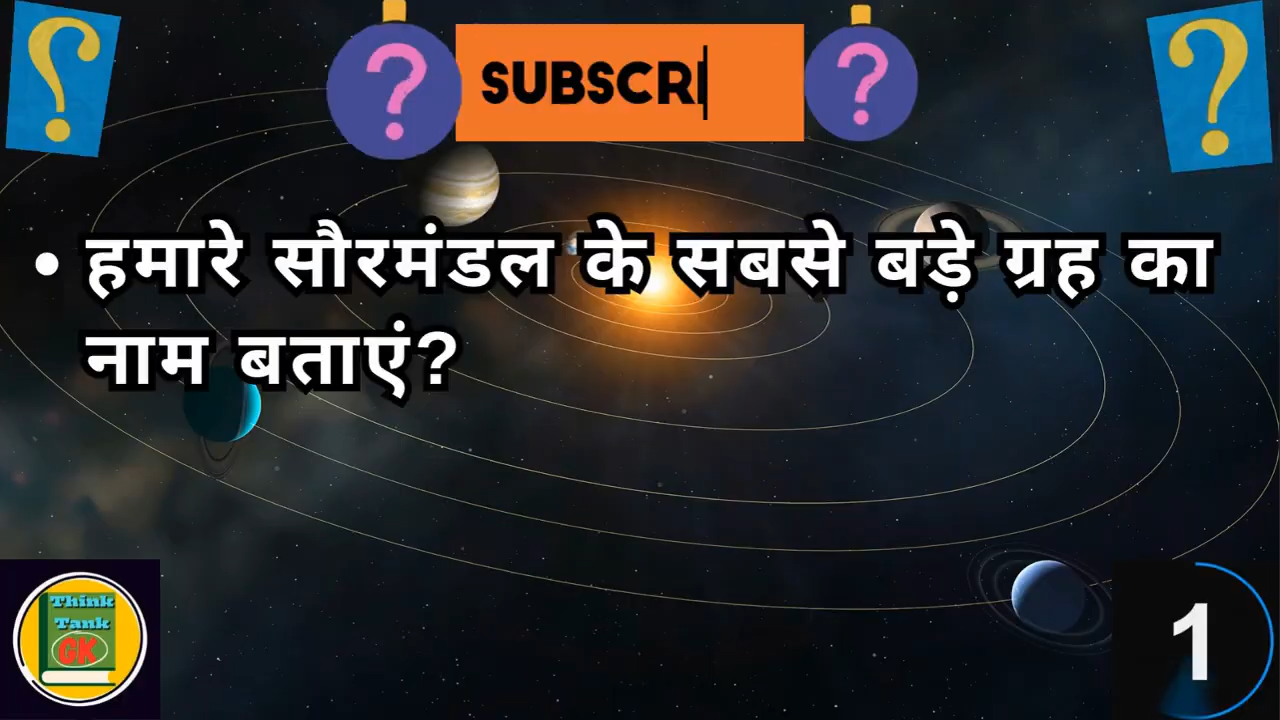 SUBSCRI
• हमारे सौरमंडल के सबसे बड़े ग्रह का
नाम बताएं?
Think
Tank
GK
1